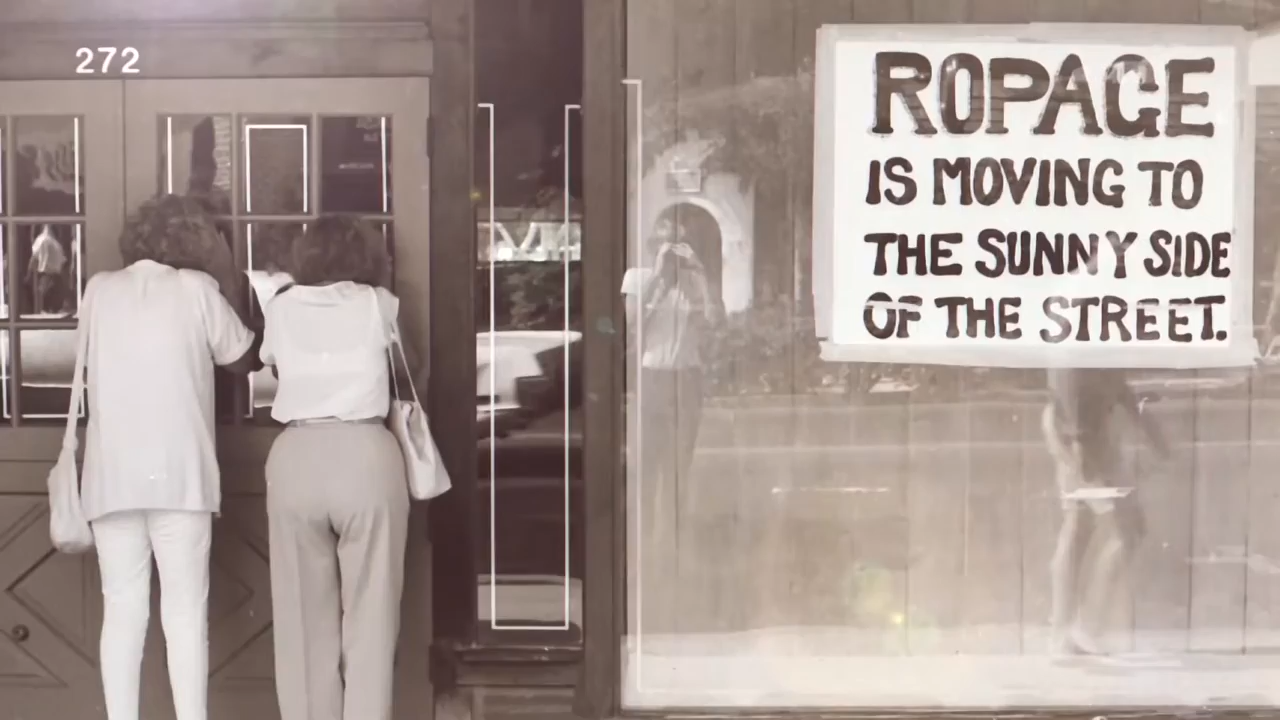 272
ROPAGE
IS MOVING TO
THE SUNNY SIDE
OF THE STREET.